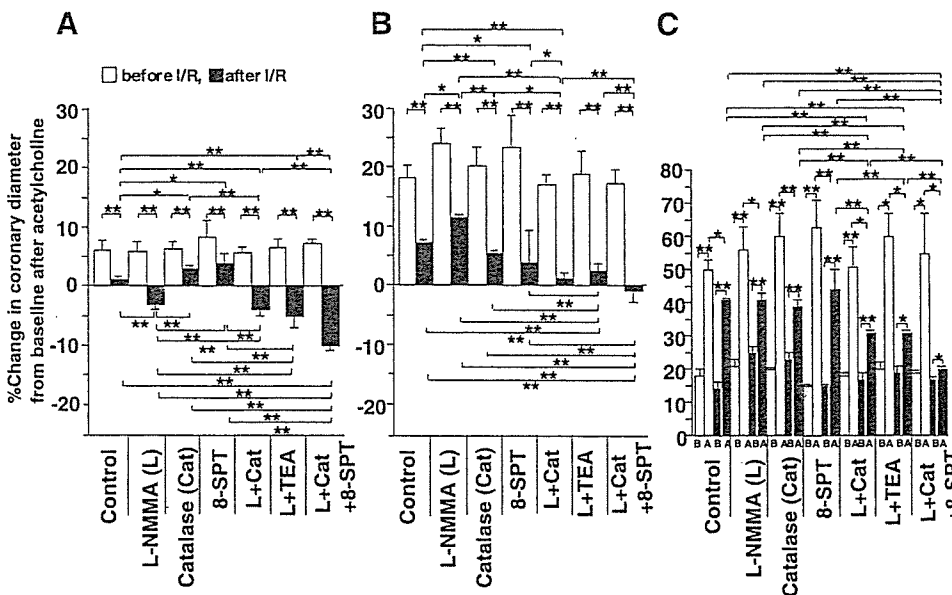 A
B
C
before I/R, after I/R
%Change in coronary diameter
from baseline after acetylcholine
30
20
10
0
-10
-20
30
20
10
0
-10
-20
80
70
60
50
40
30
20
10
0
** ** ** ** ** ** **
B A B A B A B A B A B A B A B A B A B A B A B A B A B A
Control
L-NMMA (L)
Catalase (Cat)
8-SPT
L+Cat
L+TEA
L+Cat
+8-SPT
Control
L-NMMA (L)
Catalase (Cat)
8-SPT
L+Cat
L+TEA
L+Cat
+8-SPT
Control
L-NMMA (L)
Catalase (Cat)
8-SPT
L+Cat
L+TEA
L+Cat
+8-SPT